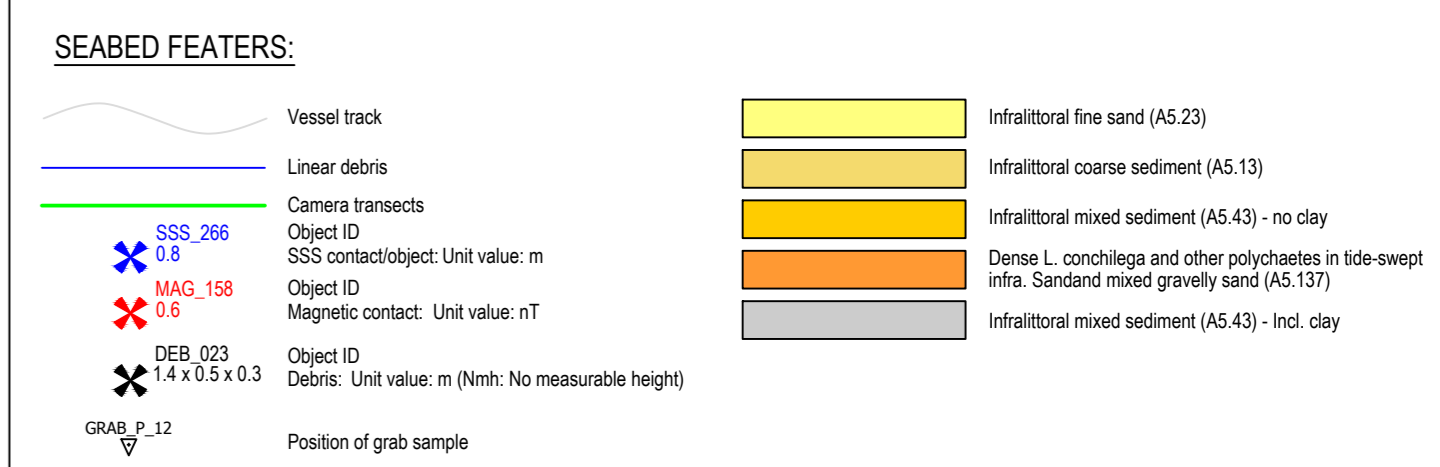 SEABED FEATERS:
Vessel track
Linear debris
Camera transects
SSS_266
0.8
Object ID
SSS contact/object: Unit value: m
MAG_158
0.6
Object ID
Magnetic contact: Unit value: nT
DEB_023
1.4 x 0.5 x 0.3
Object ID
Debris: Unit value: m (Nmh: No measurable height)
GRAB_P_12
Position of grab sample
Infralittoral fine sand (A5.23)
Infralittoral coarse sediment (A5.13)
Infralittoral mixed sediment (A5.43) - no clay
Dense L. conchilega and other polychaetes in tide-swept
infra. Sandand mixed gravelly sand (A5.137)
Infralittoral mixed sediment (A5.43) - Incl. clay